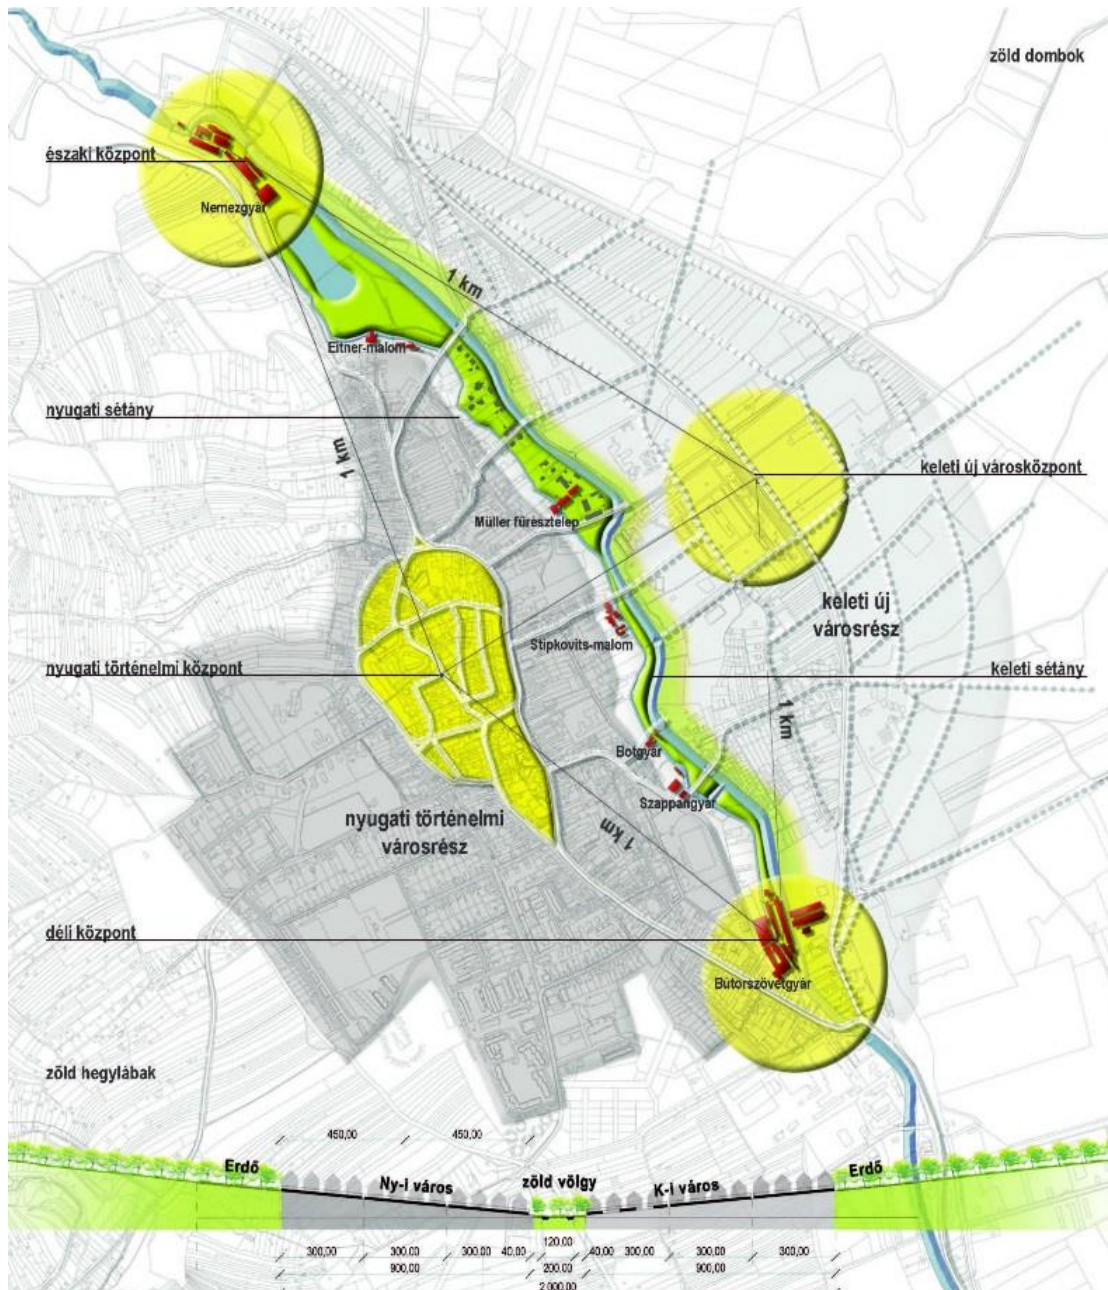 zöld dombok
északi központ
Nemezgyár
1 km
Eitner-malom
nyugati sétány
1 km
keleti új városközpont
Müller fűrésztelep
keleti új
városrész
Stipkovits-malom
nyugati történelmi központ
keleti sétány
1 km
Botgyár
Szappangyár
nyugati történelmi
városrész
1 km
déli központ
Bútorszövetgyár
zöld hegylábak
450,00 450,00
Erdő Ny-i város zöld völgy K-i város Erdő
120,00
300,00 300,00 300,00 40,00 40,00 300,00 300,00 300,00
900,00 200,00 900,00
2 000,00